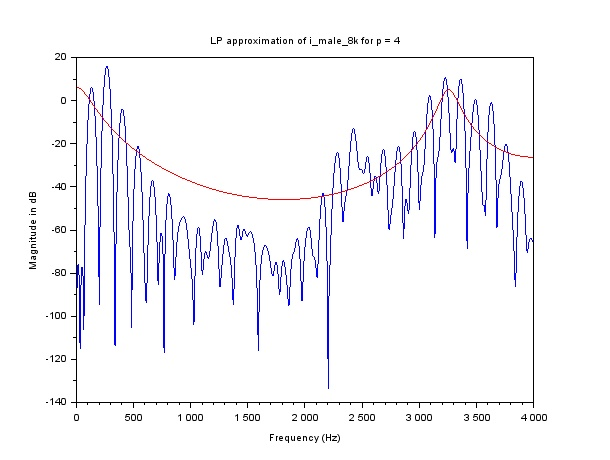 LP approximation of i_male_8k for p = 4
20
0
-20
-40
-60
-80
-100
-120
-140
Magnitude in dB
0 500 1 000 1 500 2 000 2 500 3 000 3 500 4 000
Frequency (Hz)